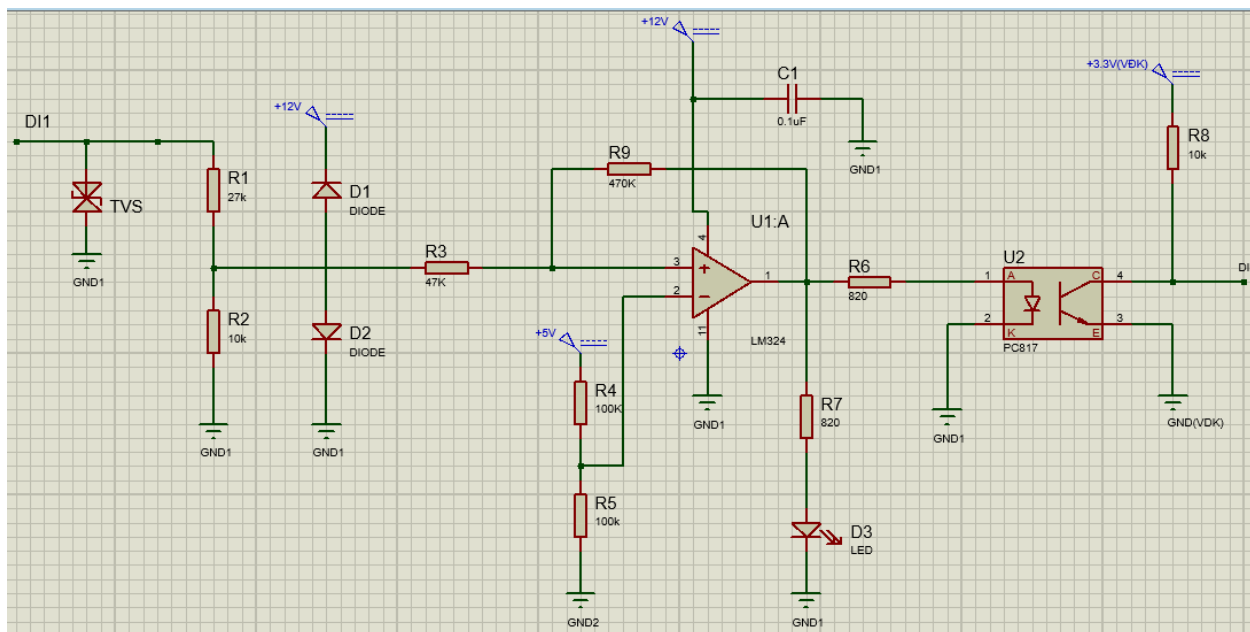 +12V
C1
0.1uF
GND1
+3.3V(VĐK)
R8
10k
DI1
TVS
GND1
+12V
D1
DIODE
R1
27k
R9
470K
U1:A
4
3
2
1
11
LM324
R3
47K
R6
820
U2
1
A
C
4
2
K
E
3
PC817
DI
R2
10k
D2
DIODE
+5V
R4
100K
GND1
R7
820
GND1
GND(VDK)
GND1
GND1
R5
100k
D3
LED
GND2
GND1